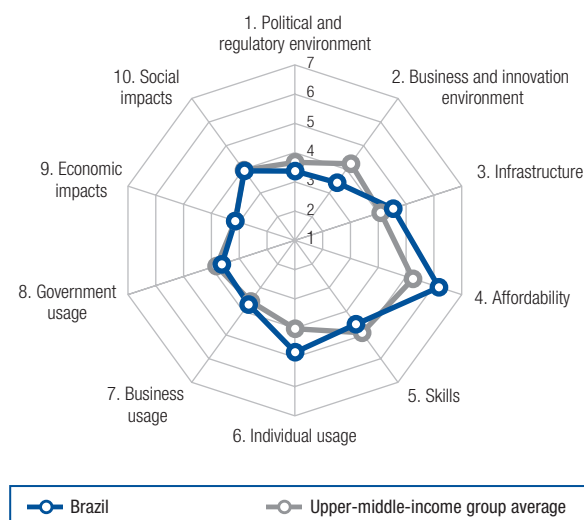 1. Political and
regulatory environment
2. Business and innovation
environment
3. Infrastructure
4. Affordability
5. Skills
6. Individual usage
7. Business
usage
8. Government
usage
9. Economic
impacts
10. Social
impacts
7
6
5
4
3
2
1
Brazil
Upper-middle-income group average